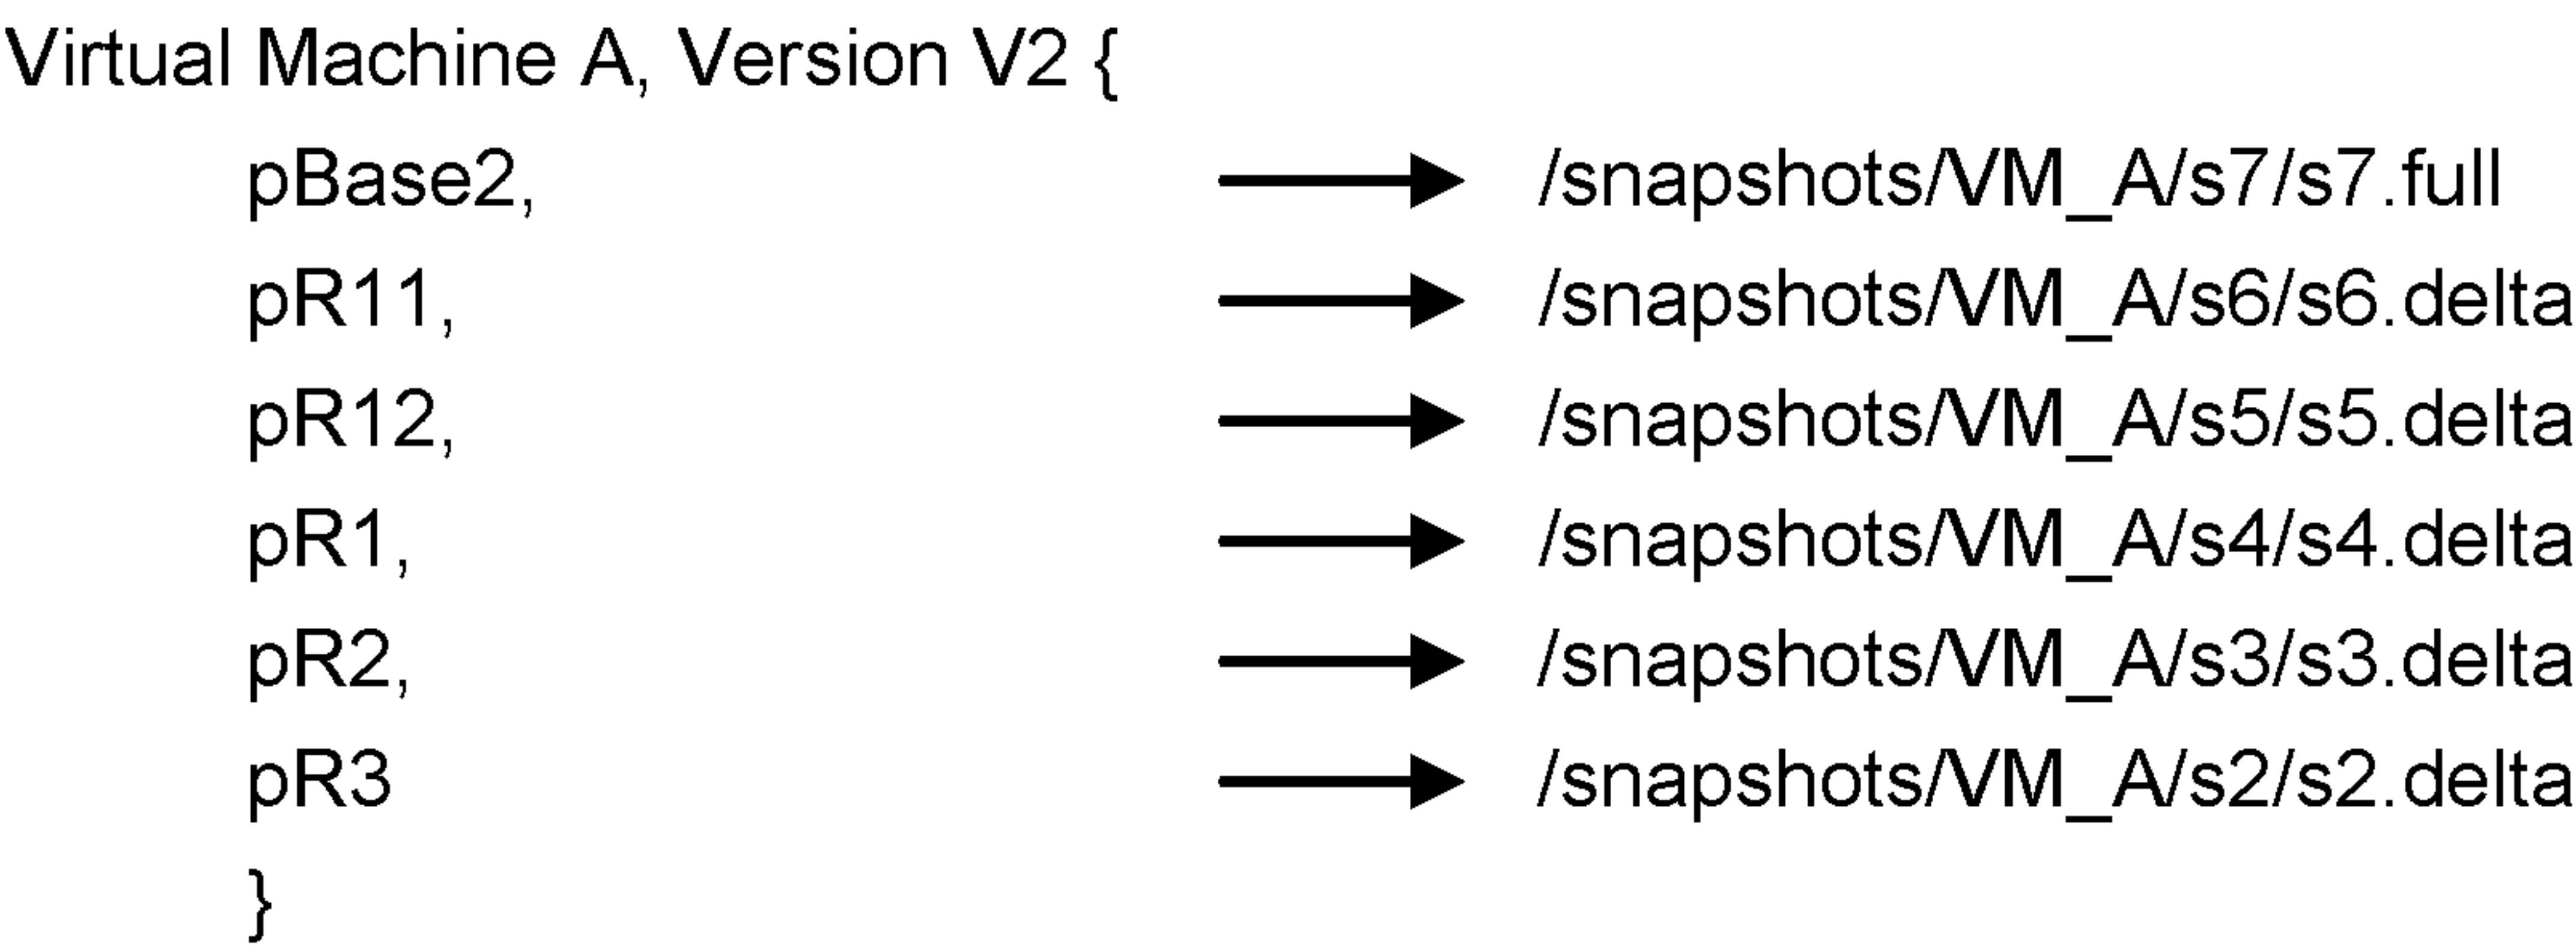 Virtual Machine A, Version V2 {
pBase2, /snapshots/VM_A/s7/s7.full
pR11, /snapshots/VM_A/s6/s6.delta
pR12, /snapshots/VM_A/s5/s5.delta
pR1, /snapshots/VM_A/s4/s4.delta
pR2, /snapshots/VM_A/s3/s3.delta
pR3 /snapshots/VM_A/s2/s2.delta
}